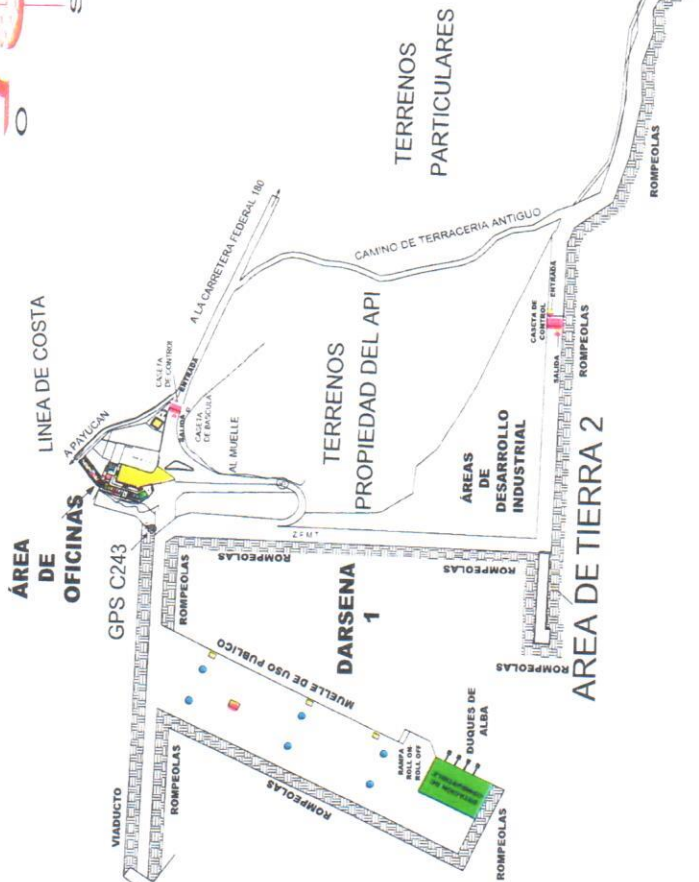 O
S
LINEA DE COSTA
ÁREA
DE
OFICINAS
A PAYUCAN
GPS C243
CASETA
DE CONTROL
ENTRADA
SALIDA
CASETA
DE BASCULA
AL MUELLE
A LA CARRETERA FEDERAL 180
TERRENOS
PARTICULARES
CAMINO DE TERRACERIA ANTIGUO
TERRENOS
PROPIEDAD DEL API
ÁREAS
DE
DESARROLLO
INDUSTRIAL
CASETA DE
CONTROL
ENTRADA
SALIDA
ROMPEOLAS
ROMPEOLAS
AREA DE TIERRA 2
ZFMT
ROMPEOLAS
ROMPEOLAS
ROMPEOLAS
ROMPEOLAS
DARSENA
1
MUELLE DE USO PUBLICO
VIADUCTO
ROMPEOLAS
ROMPEOLAS
RAMPA
ROLL ON
ROLL OFF
DUQUES DE
ALBA
ESTACION DE
COMBUSTIBLE
ROMPEOLAS